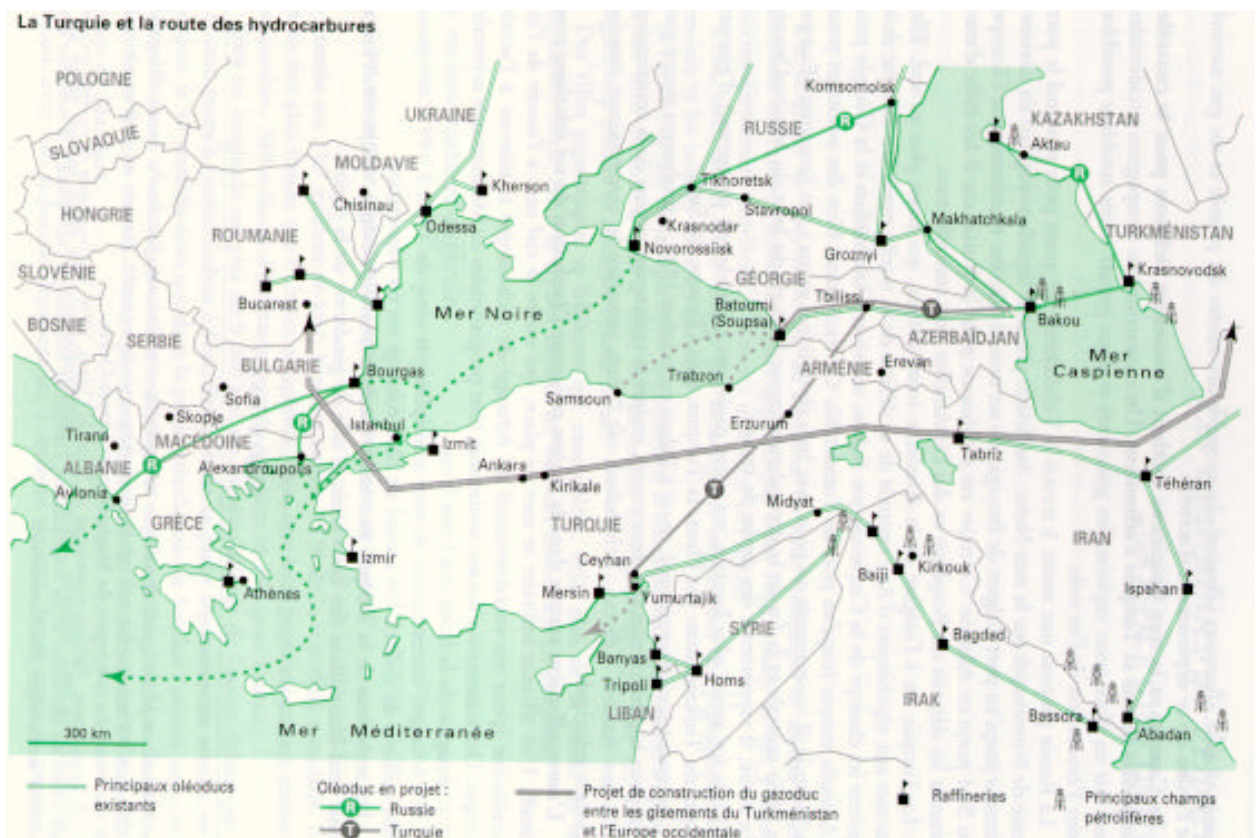 La Turquie et la route des hydrocarbures
POLOGNE
SLOVAQUIE
HONGRIE
SLOVÉNIE
BOSNIE
SERBIE
UKRAINE
MOLDAVIE
Chisinau
Kherson
Odessa
ROUMANIE
Bucarest
BULGARIE
Bourgas
Sofia
Skopje
MACÉDOINE
Tirana
ALBANIE
Avlonia
Alexandroupolis
GRÈCE
Athènes
Mer Noire
Istanbul
Izmit
Izmir
Ankara
Kirikale
TURQUIE
Samsoun
Trabzon
Erzurum
Midyat
Ceyhan
Yumurtajik
Mersin
Komsomolsk
RUSSIE
R
Tikhoretsk
Stavropol
Krasnodar
Novorossiisk
Groznyi
Makhatchkala
GÉORGIE
Tbilissi
Batoumi
(Soupsa)
T
AZERBAÏDJAN
ARMÉNIE
Erevan
Bakou
KAZAKHSTAN
Aktau
R
TURKMÉNISTAN
Krasnovodsk
Mer
Caspienne
R
R
T
Tabriz
Téhéran
IRAN
Ispahan
Abadan
Kirkouk
Baiji
Bagdad
IRAK
Bassora
SYRIE
Banyas
Homs
Tripoli
LIBAN
Mer Méditerranée
300 km
Principaux oléoducs
existants
Oléoduc en projet :
R Russie
T Turquie
Projet de construction du gazoduc
entre les gisements du Turkménistan
et l'Europe occidentale
Raffineries
Principaux champs
pétrolifères